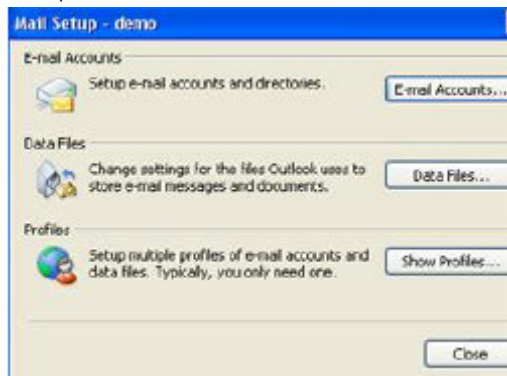 Mail Setup - demo
E-mail Accounts
Setup e-mail accounts and directories.
E-mail Accounts...
Data Files
Change settings for the files Outlook uses to
store e-mail messages and documents.
Data Files...
Profiles
Setup multiple profiles of e-mail accounts and
data files. Typically, you only need one.
Show Profiles...
Close